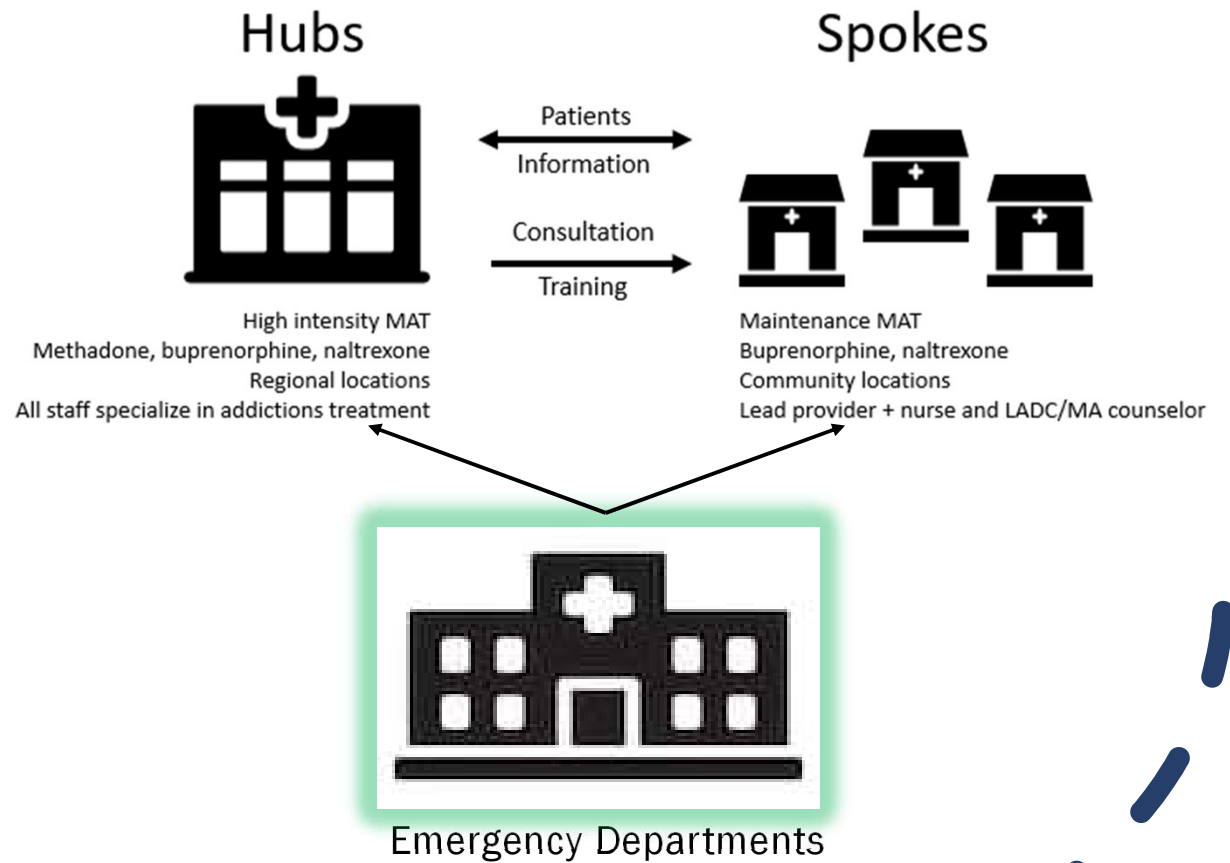 Hubs
Spokes
Patients
Information
Consultation
Training
High intensity MAT
Methadone, buprenorphine, naltrexone
Regional locations
All staff specialize in addictions treatment
Maintenance MAT
Buprenorphine, naltrexone
Community locations
Lead provider + nurse and LADC/MA counselor
Emergency Departments